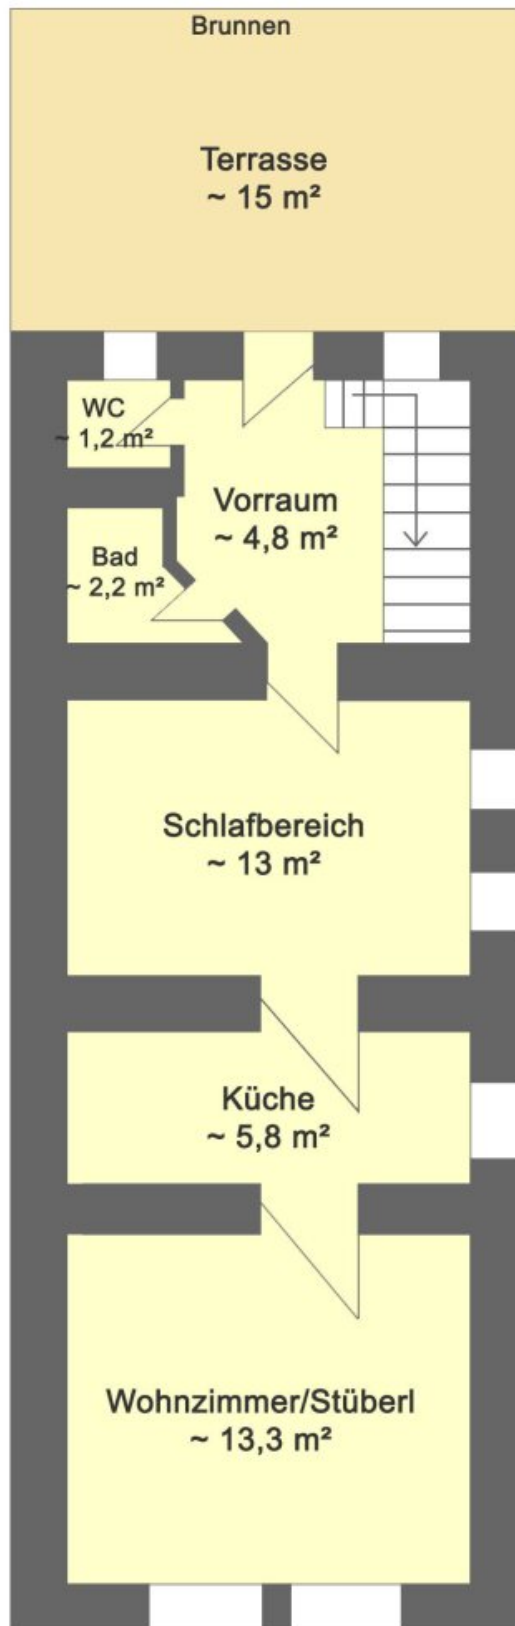 Brunnen
Terrasse
~ 15 m²
WC
~ 1,2 m²
Vorraum
~ 4,8 m²
Bad
~ 2,2 m²
Schlafbereich
~ 13 m²
Küche
~ 5,8 m²
Wohnzimmer/Stüberl
~ 13,3 m²